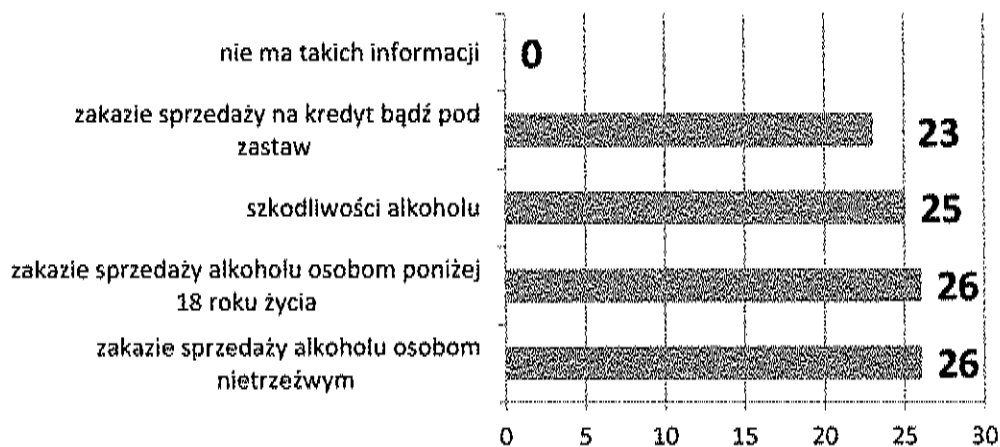 nie ma takich informacji
0
zakazie sprzedaży na kredyt bądź pod
zastaw
23
szkodliwości alkoholu
25
zakazie sprzedaży alkoholu osobom poniżej
18 roku życia
26
zakazie sprzedaży alkoholu osobom
nietrzeźwym
26
0 5 10 15 20 25 30